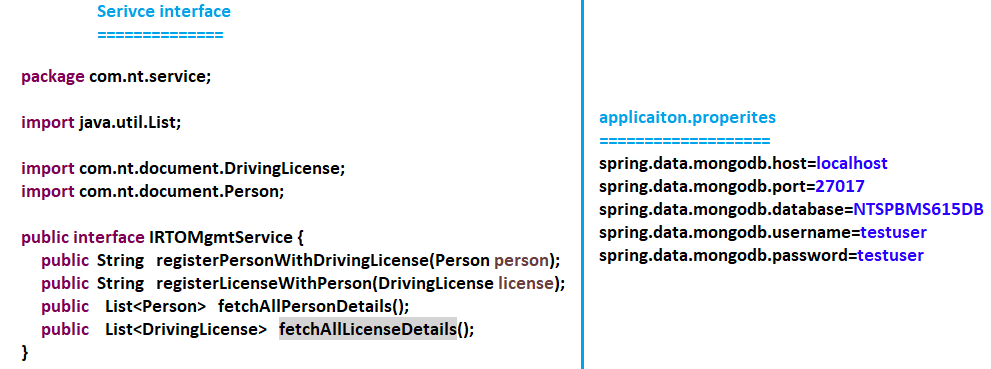 Serivce interface
==============
package com.nt.service;
import java.util.List;
import com.nt.document.DrivingLicense;
import com.nt.document.Person;
public interface IRTOMgmtService {
public String registerPersonWithDrivingLicense(Person person);
public String registerLicenseWithPerson(DrivingLicense license);
public List<Person> fetchAllPersonDetails();
public List<DrivingLicense> fetchAllLicenseDetails();
}
applicaiton.properites
===================
spring.data.mongodb.host=localhost
spring.data.mongodb.port=27017
spring.data.mongodb.database=NTSPBMS615DB
spring.data.mongodb.username=testuser
spring.data.mongodb.password=testuser